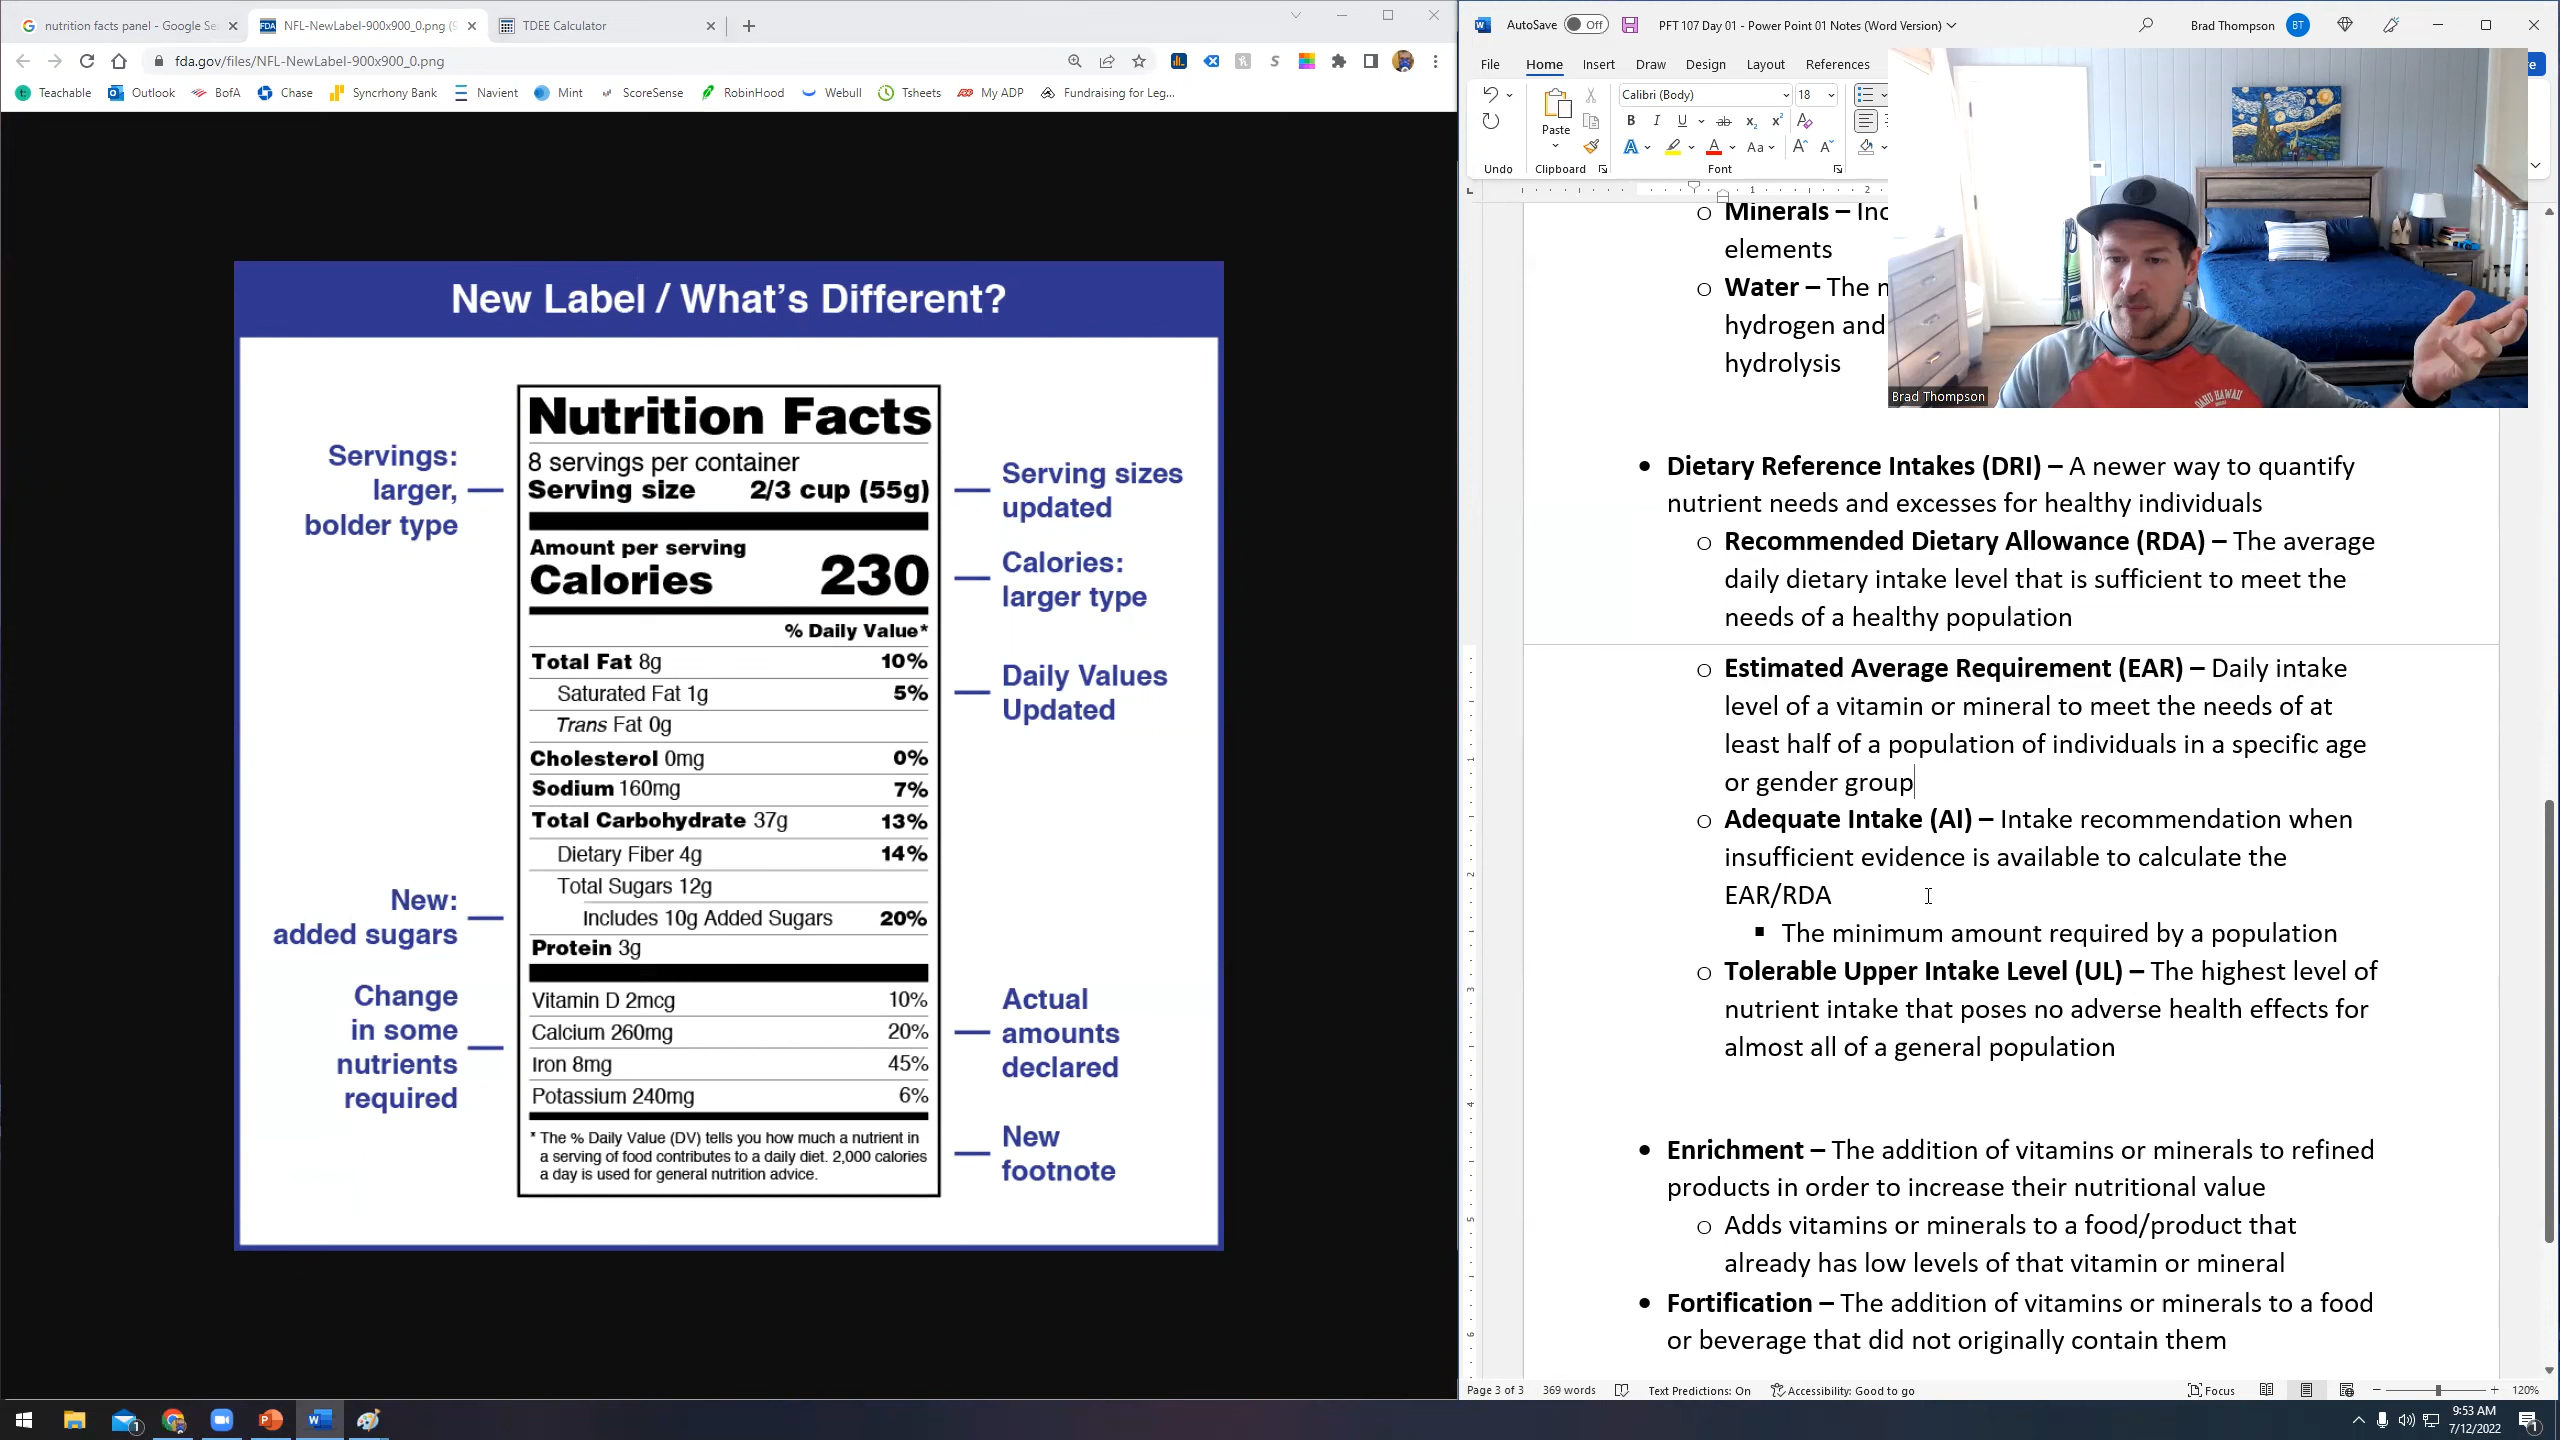 nutrition facts panel - Google Se
NFL-NewLabel-900x900_0.png (9
TDEE Calculator
fda.gov/files/NFL-NewLabel-900x900_0.png
Teachable
Outlook
BofA
Chase
Syncrhony Bank
Navient
Mint
ScoreSense
RobinHood
Webull
Tsheets
My ADP
Fundraising for Leg...
New Label / What's Different?
Servings:
larger,
bolder type
New:
added sugars
Change
in some
nutrients
required
Nutrition Facts
8 servings per container
Serving size 2/3 cup (55g)
Amount per serving
Calories 230
% Daily Value*
Total Fat 8g 10%
Saturated Fat 1g 5%
Trans Fat 0g
Cholesterol 0mg 0%
Sodium 160mg 7%
Total Carbohydrate 37g 13%
Dietary Fiber 4g 14%
Total Sugars 12g
Includes 10g Added Sugars 20%
Protein 3g
Vitamin D 2mcg 10%
Calcium 260mg 20%
Iron 8mg 45%
Potassium 240mg 6%
* The % Daily Value (DV) tells you how much a nutrient in
a serving of food contributes to a daily diet. 2,000 calories
a day is used for general nutrition advice.
Serving sizes
updated
Calories:
larger type
Daily Values
Updated
Actual
amounts
declared
New
footnote
AutoSave Off PFT 107 Day 01 - Power Point 01 Notes (Word Version) Brad Thompson BT
File Home Insert Draw Design Layout References
Calibri (Body) 18
Paste
Undo Clipboard Font
OAHU HAWAII
Brad Thompson
Minerals – Inc
elements
Water – The n
hydrogen and
hydrolysis
• Dietary Reference Intakes (DRI) – A newer way to quantify
nutrient needs and excesses for healthy individuals
o Recommended Dietary Allowance (RDA) – The average
daily dietary intake level that is sufficient to meet the
needs of a healthy population
o Estimated Average Requirement (EAR) – Daily intake
level of a vitamin or mineral to meet the needs of at
least half of a population of individuals in a specific age
or gender group
o Adequate Intake (AI) – Intake recommendation when
insufficient evidence is available to calculate the
EAR/RDA
▪ The minimum amount required by a population
o Tolerable Upper Intake Level (UL) – The highest level of
nutrient intake that poses no adverse health effects for
almost all of a general population
• Enrichment – The addition of vitamins or minerals to refined
products in order to increase their nutritional value
o Adds vitamins or minerals to a food/product that
already has low levels of that vitamin or mineral
• Fortification – The addition of vitamins or minerals to a food
or beverage that did not originally contain them
Page 3 of 3 369 words Text Predictions: On Accessibility: Good to go Focus 120%
9:53 AM
7/12/2022